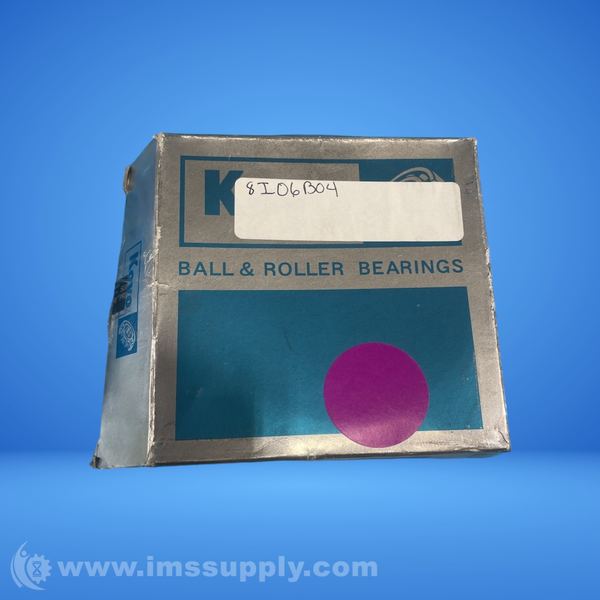 8I06B04
K
BALL & ROLLER BEARINGS
www.imssupply.com